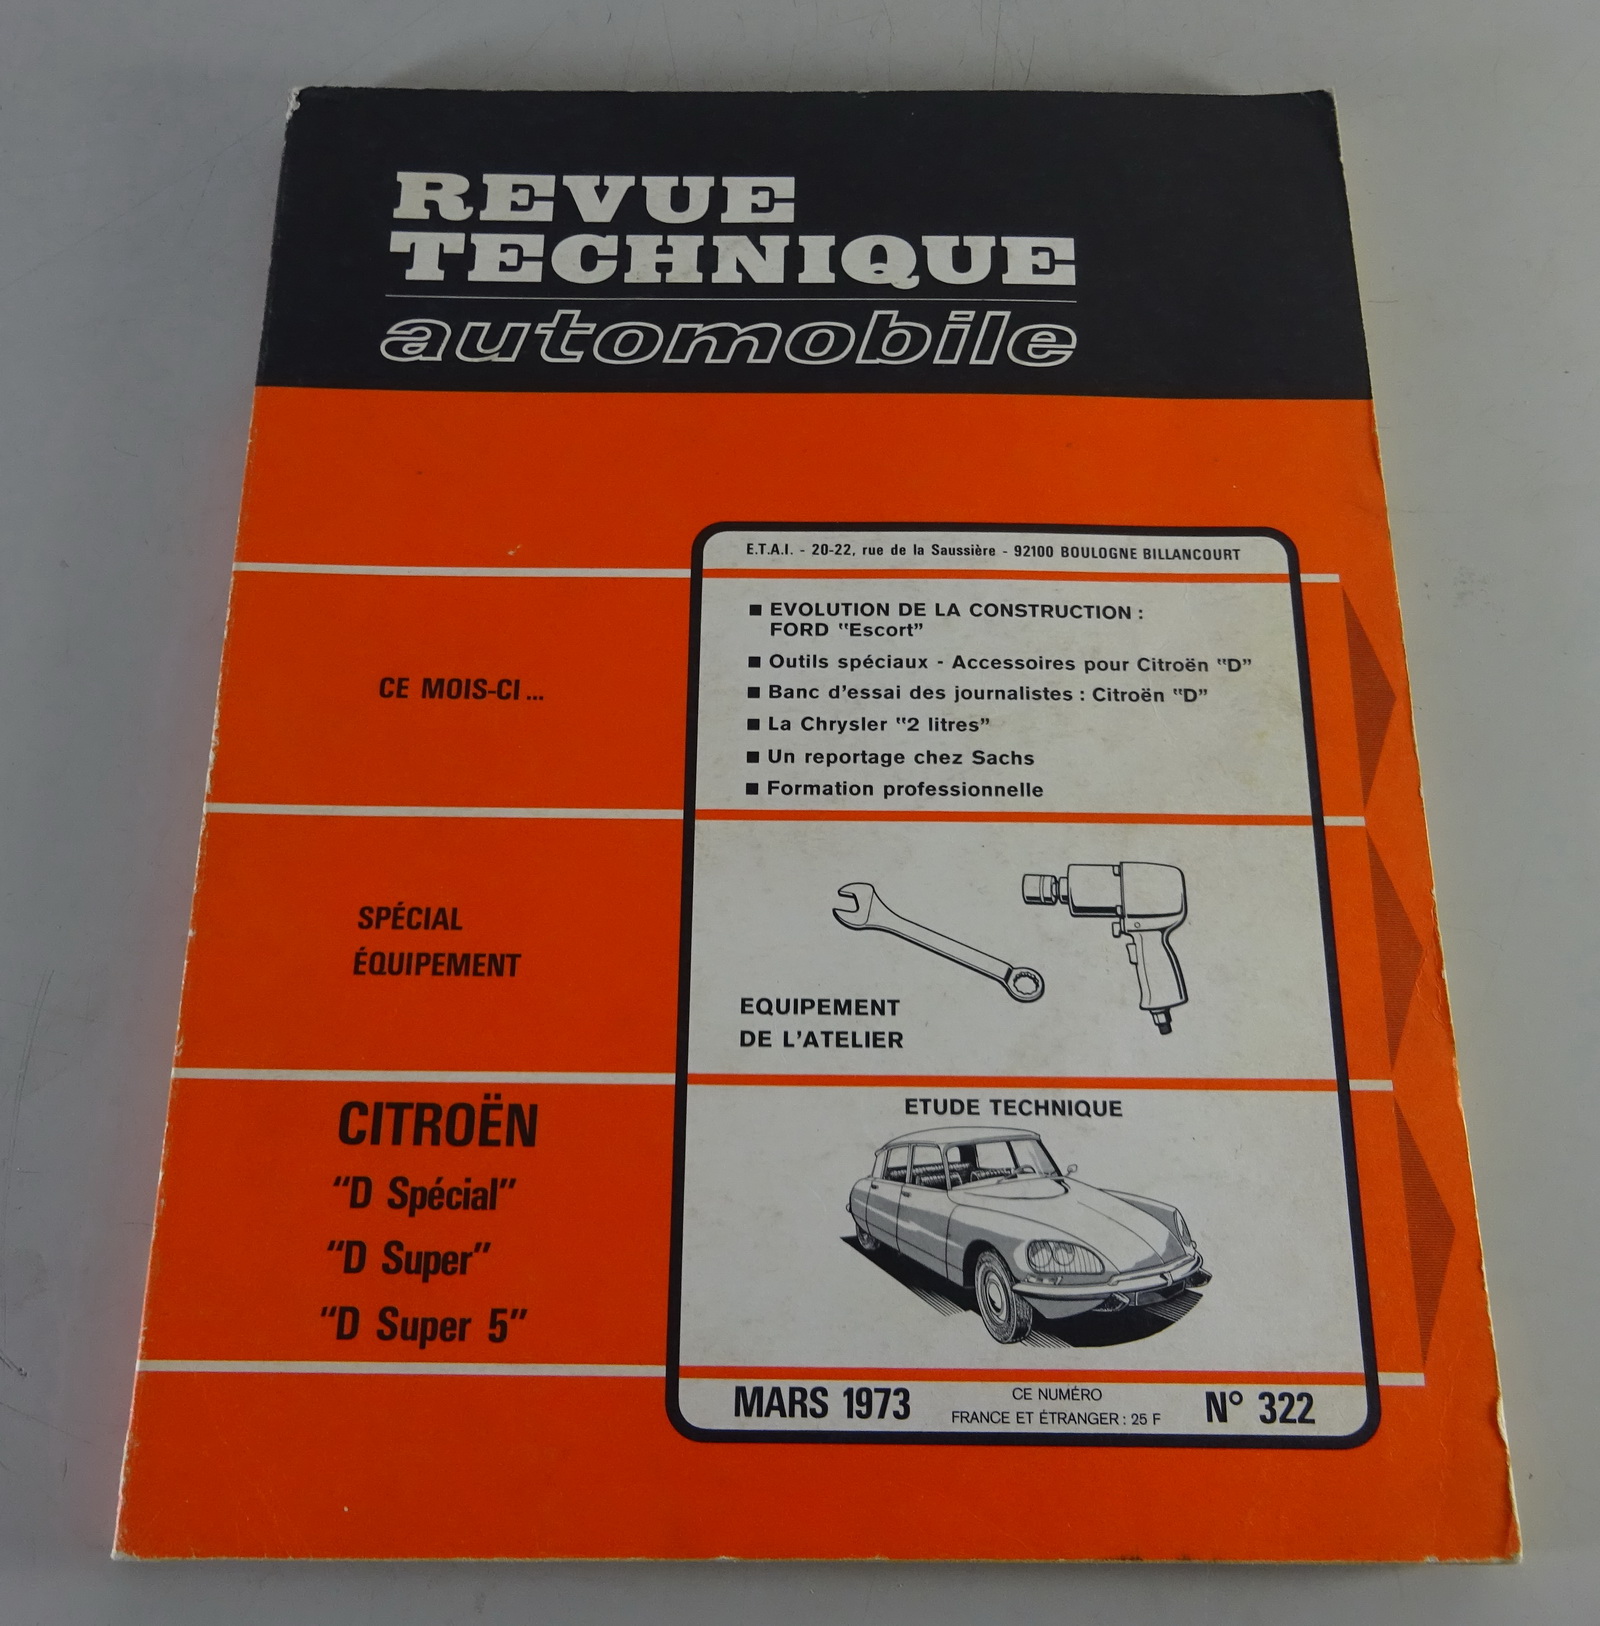 REVUE
TECHNIQUE
automobile
E.T.A.I. - 20-22, rue de la Saussière - 92100 BOULOGNE BILLANCOURT
CE MOIS-CI ...
■ EVOLUTION DE LA CONSTRUCTION :
FORD "Escort"
■ Outils spéciaux - Accessoires pour Citroën "D"
■ Banc d'essai des journalistes : Citroën "D"
■ La Chrysler "2 litres"
■ Un reportage chez Sachs
■ Formation professionnelle
SPÉCIAL
ÉQUIPEMENT
EQUIPEMENT
DE L'ATELIER
CITROËN
"D Spécial"
"D Super"
"D Super 5"
ETUDE TECHNIQUE
MARS 1973
CE NUMÉRO
FRANCE ET ÉTRANGER : 25 F
N° 322